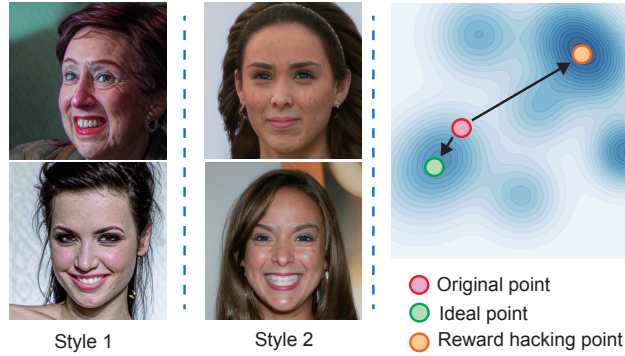 Style 1
Style 2
Original point
Ideal point
Reward hacking point